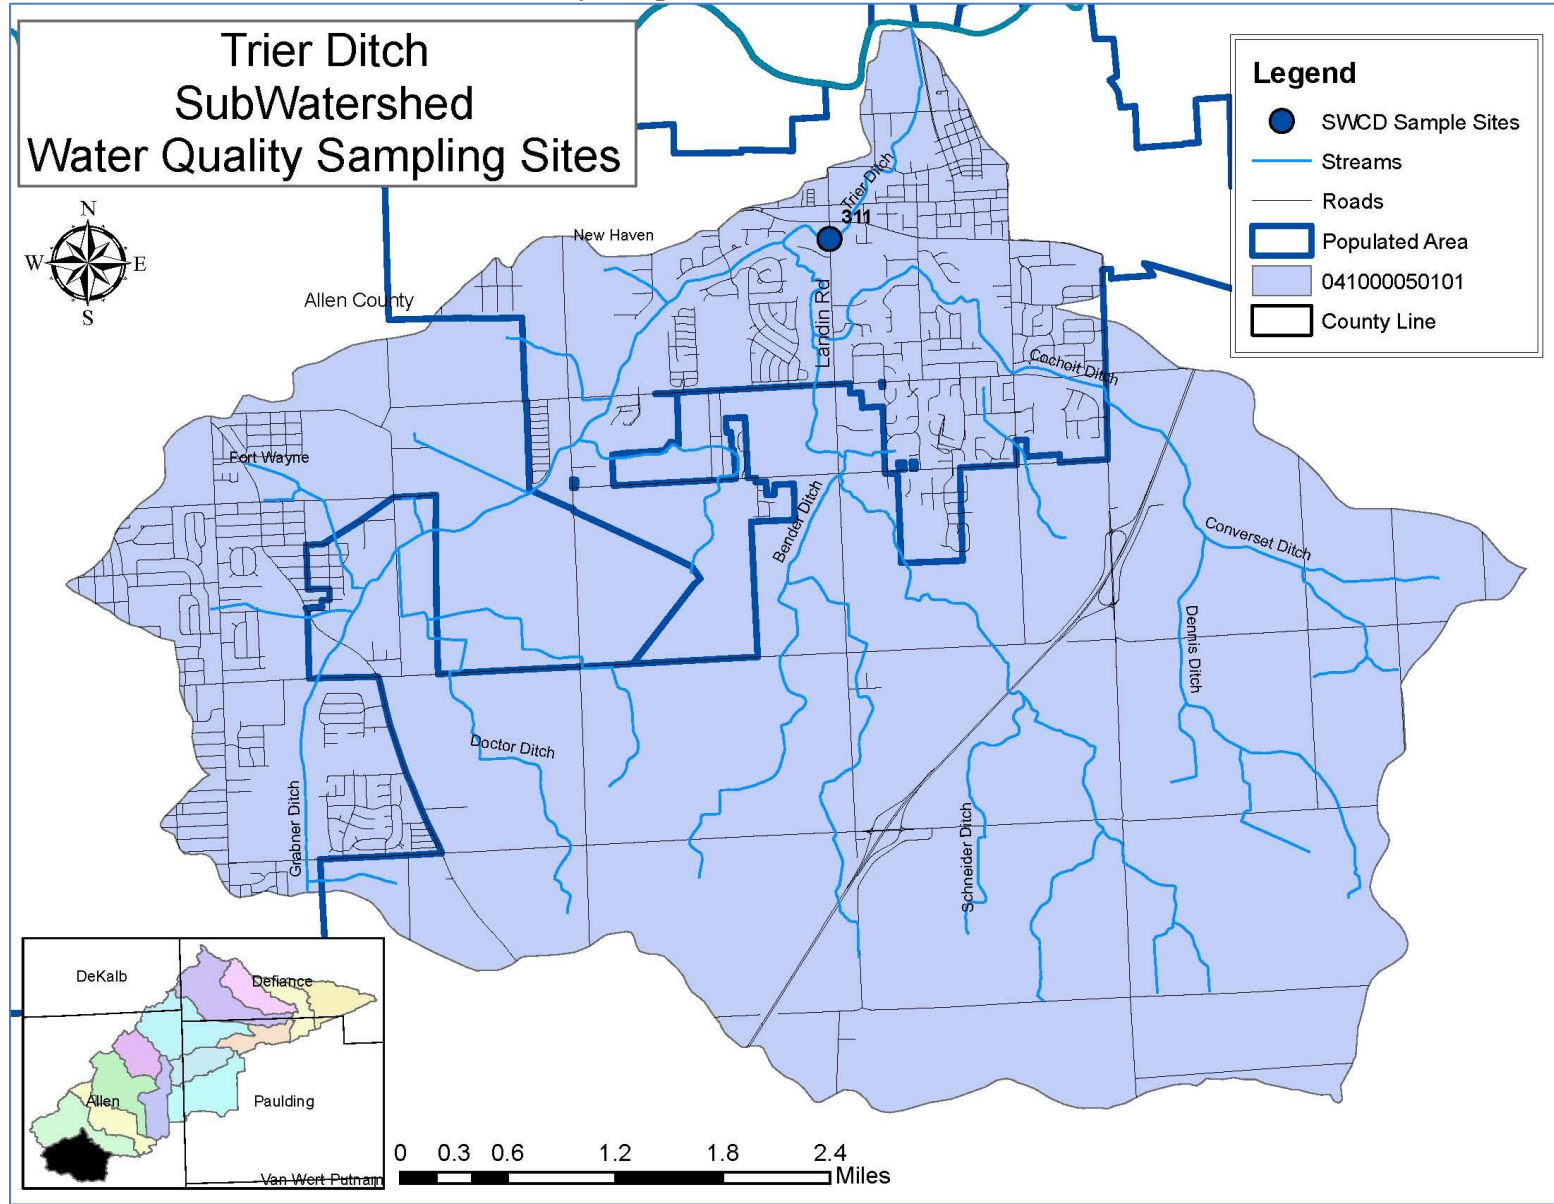 Trier Ditch
SubWatershed
Water Quality Sampling Sites
Legend
SWCD Sample Sites
Streams
Roads
Populated Area
041000050101
County Line
N
W
E
S
Trier Ditch
311
New Haven
Allen County
Landin Rd
Cochoit Ditch
Fort Wayne
Bender Ditch
Converset Ditch
Dennis Ditch
Doctor Ditch
Grabner Ditch
Schneider Ditch
DeKalb
Defiance
Allen
Paulding
Van Wert Putnam
0 0.3 0.6 1.2 1.8 2.4
Miles